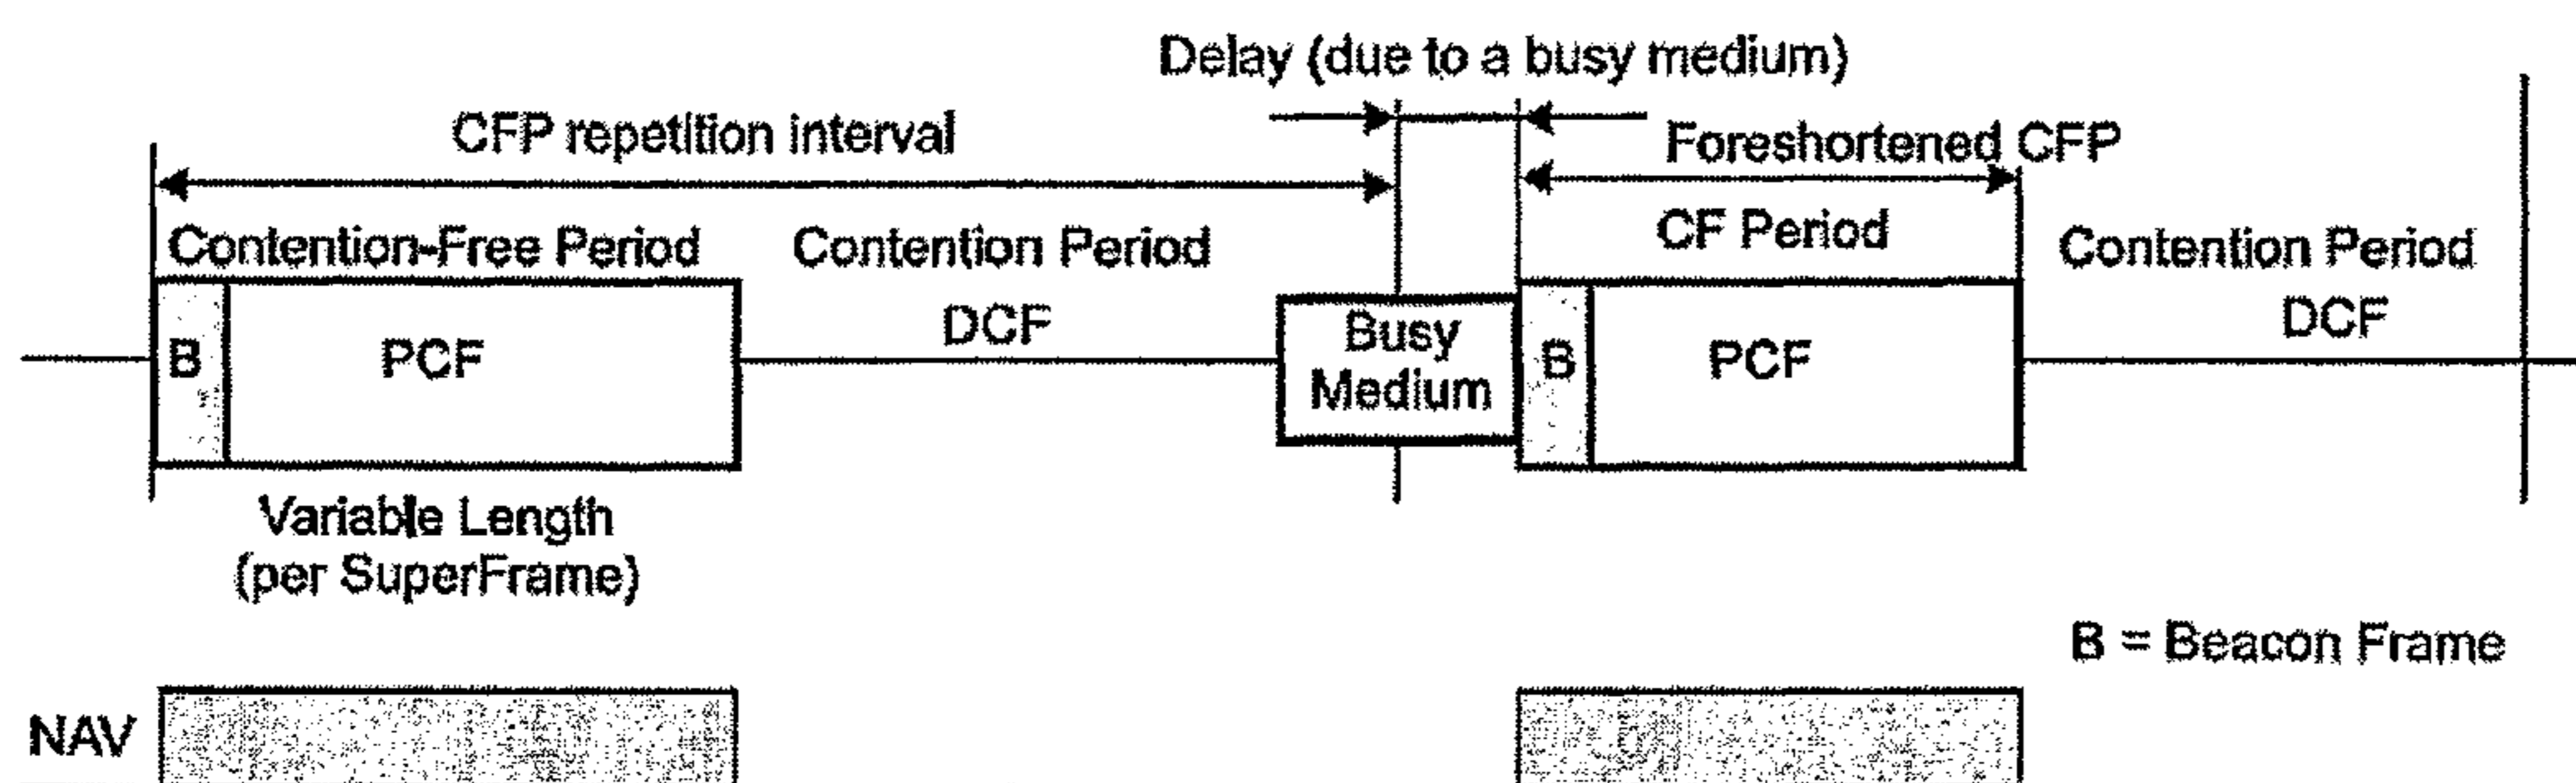 Delay (due to a busy medium)
CFP repetition interval
Foreshortened CFP
Contention-Free Period
Contention Period
CF Period
Contention Period
DCF
DCF
B
PCF
Busy
Medium
B
PCF
Variable Length
(per SuperFrame)
B = Beacon Frame
NAV